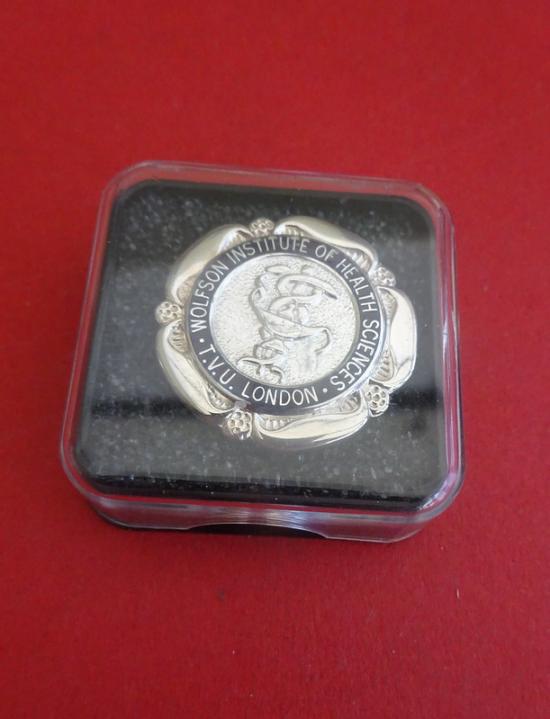 · WOLFSON INSTITUTE OF HEALTH SCIENCES ·
T.V.U. LONDON